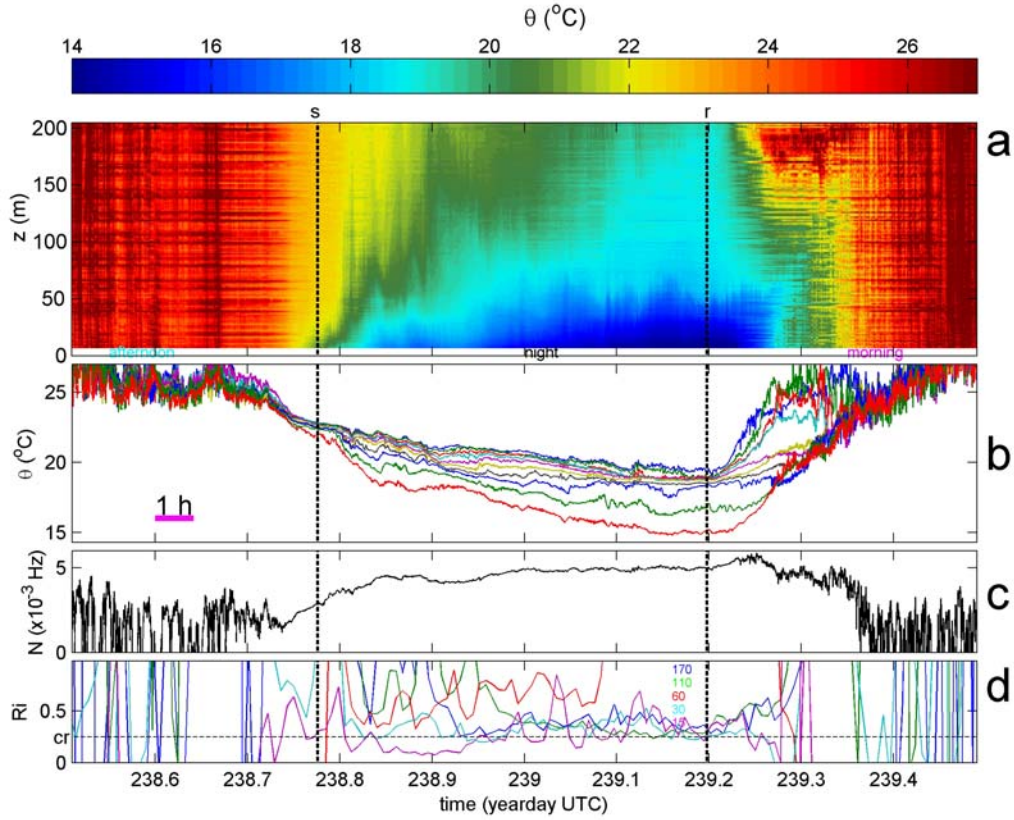 θ (°C)
14 16 18 20 22 24 26
s r
a
200
150
100
50
0
z (m)
afternoon night morning
b
25
20
15
θ (°C)
1 h
c
5
0
N (x10⁻³ Hz)
d
170
110
60
30
15
0.5
cr
0
Ri
238.6 238.7 238.8 238.9 239 239.1 239.2 239.3 239.4
time (yearday UTC)